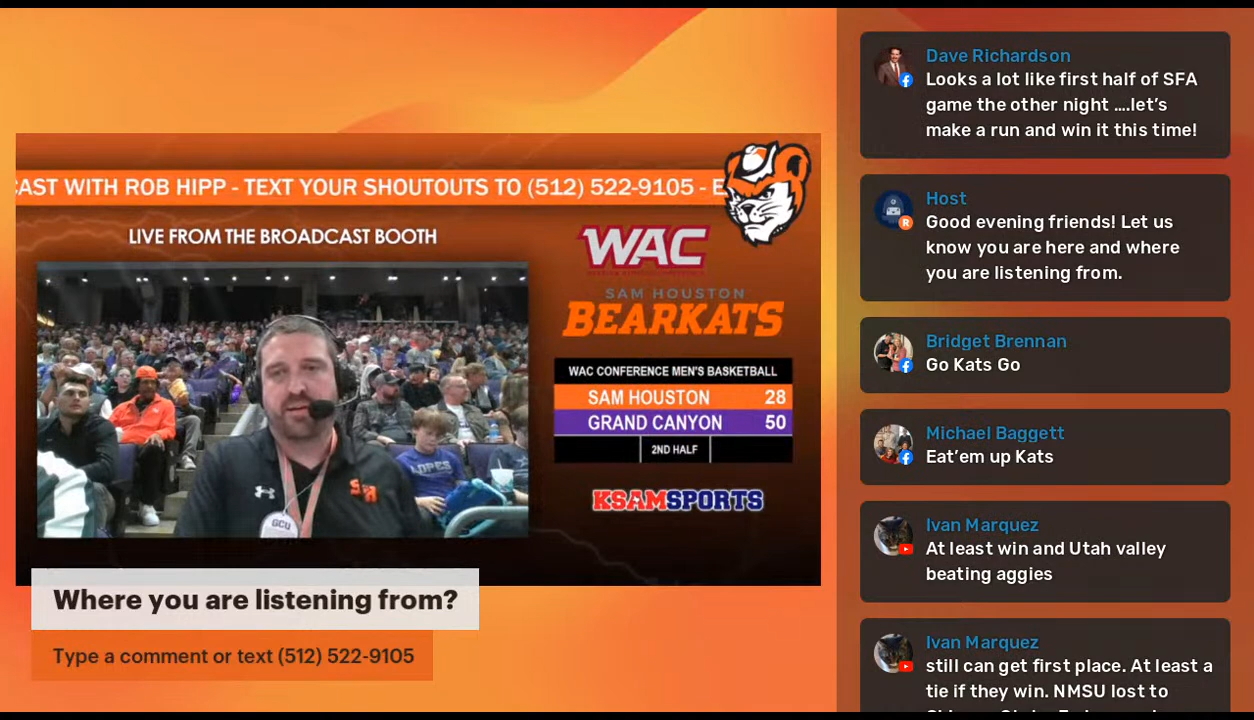 CAST WITH ROB HIPP - TEXT YOUR SHOUTOUTS TO (512) 522-9105 - E
LIVE FROM THE BROADCAST BOOTH
WAC
SAM HOUSTON
BEARKATS
WAC CONFERENCE MEN'S BASKETBALL
SAM HOUSTON 28
GRAND CANYON 50
2ND HALF
KSAMSPORTS
LOPES
GCU
SH
Where you are listening from?
Type a comment or text (512) 522-9105
Dave Richardson
Looks a lot like first half of SFA
game the other night ....let’s
make a run and win it this time!
Host
R
Good evening friends! Let us
know you are here and where
you are listening from.
Bridget Brennan
Go Kats Go
Michael Baggett
Eat’em up Kats
Ivan Marquez
At least win and Utah valley
beating aggies
Ivan Marquez
still can get first place. At least a
tie if they win. NMSU lost to